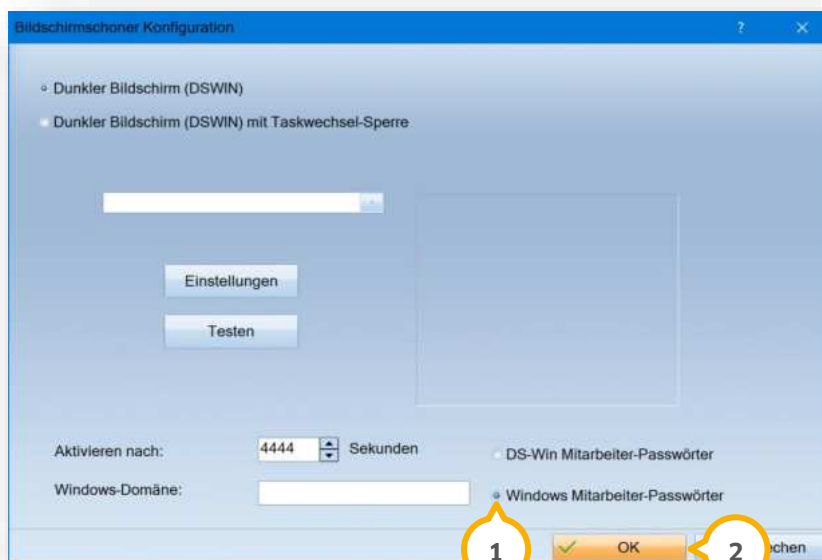 Bildschirmschoner Konfiguration ?
Dunkler Bildschirm (DSWIN)
Dunkler Bildschirm (DSWIN) mit Taskwechsel-Sperre
Einstellungen
Testen
Aktivieren nach: 4444 Sekunden
DS-Win Mitarbeiter-Passwörter
Windows-Domäne:
Windows Mitarbeiter-Passwörter
1 OK 2 chen